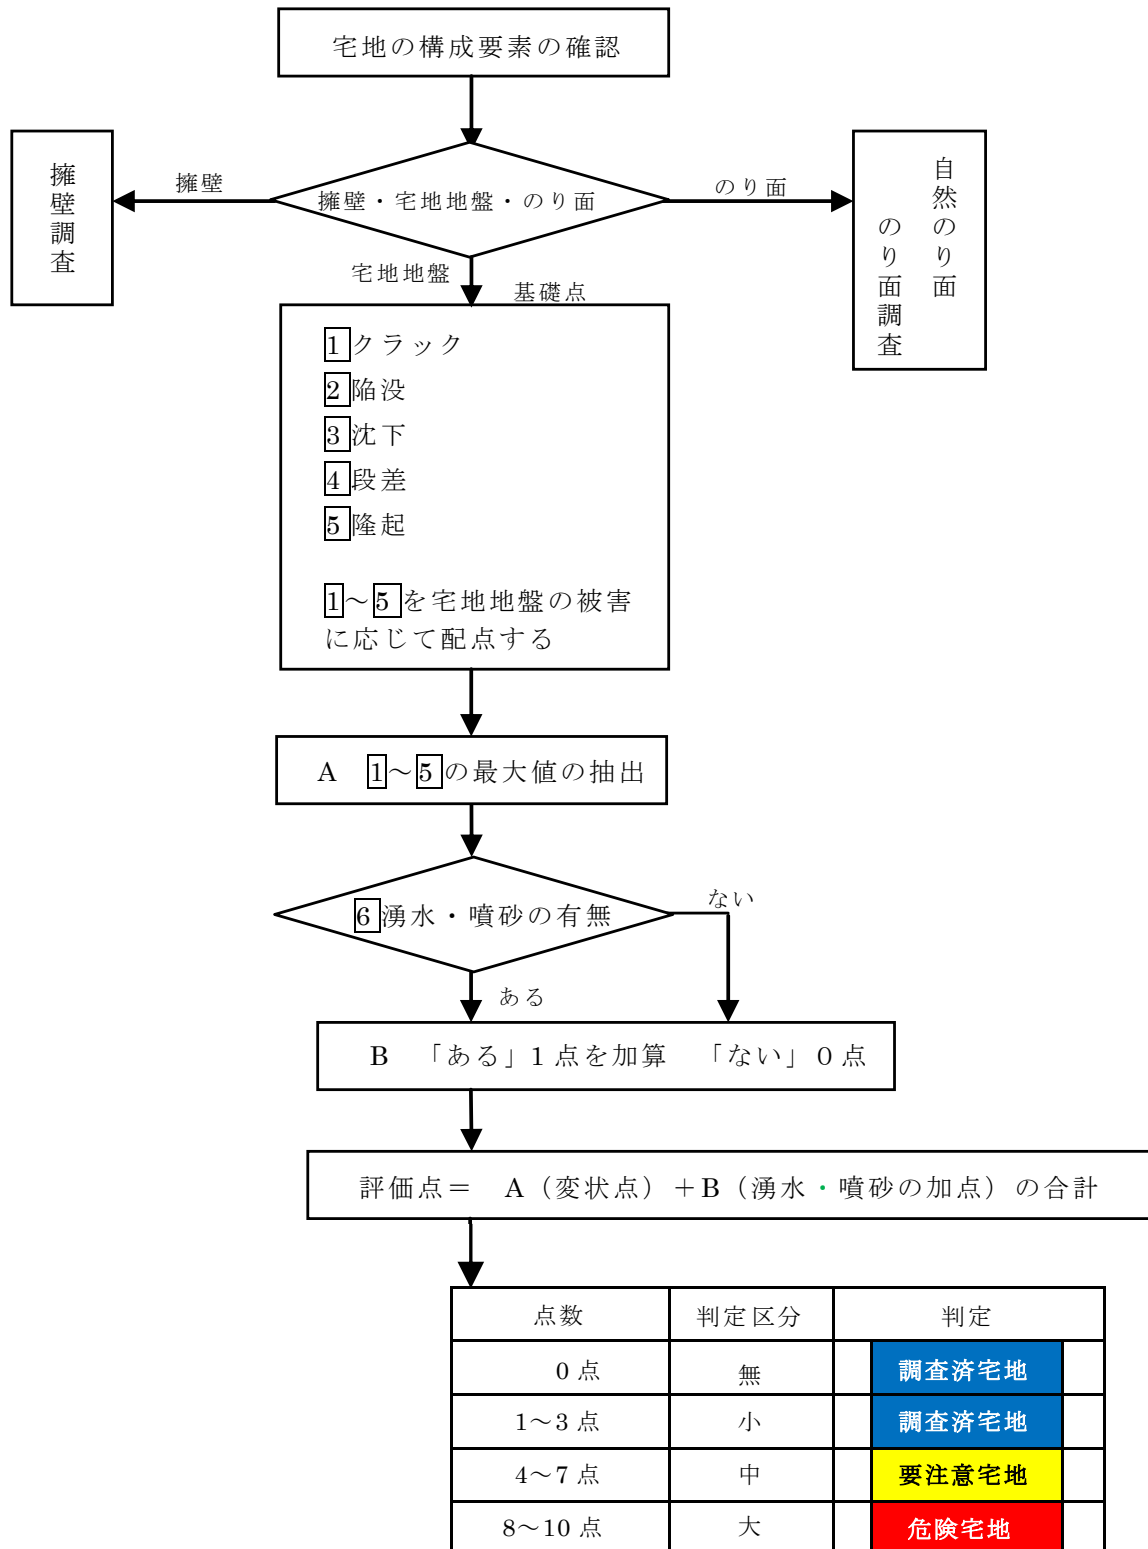 宅地の構成要素の確認
擁壁・宅地地盤・のり面
擁壁
擁壁調査
のり面
自然のり面
のり面調査
宅地地盤
基礎点
1クラック
2陥没
3沈下
4段差
5隆起
1～5を宅地地盤の被害
に応じて配点する
A　1～5の最大値の抽出
6湧水・噴砂の有無
ない
ある
B　「ある」1点を加算　「ない」0点
評価点＝　A（変状点）＋B（湧水・噴砂の加点）の合計
点数　判定区分　判定
0点　無　調査済宅地
1～3点　小　調査済宅地
4～7点　中　要注意宅地
8～10点　大　危険宅地